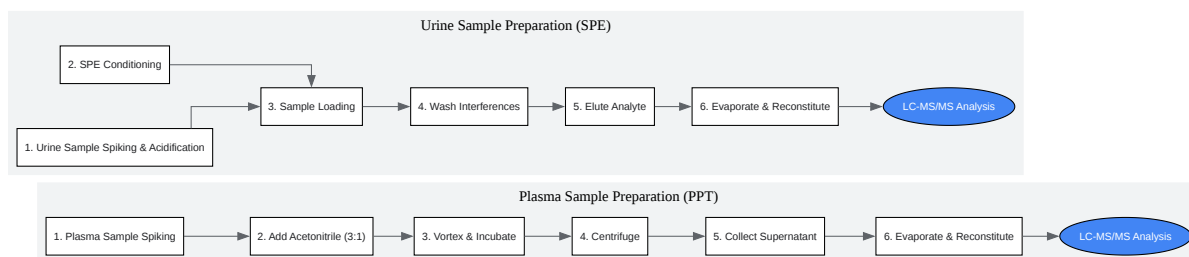 Urine Sample Preparation (SPE)
2. SPE Conditioning
1. Urine Sample Spiking & Acidification
3. Sample Loading
4. Wash Interferences
5. Elute Analyte
6. Evaporate & Reconstitute
LC-MS/MS Analysis
Plasma Sample Preparation (PPT)
1. Plasma Sample Spiking
2. Add Acetonitrile (3:1)
3. Vortex & Incubate
4. Centrifuge
5. Collect Supernatant
6. Evaporate & Reconstitute
LC-MS/MS Analysis